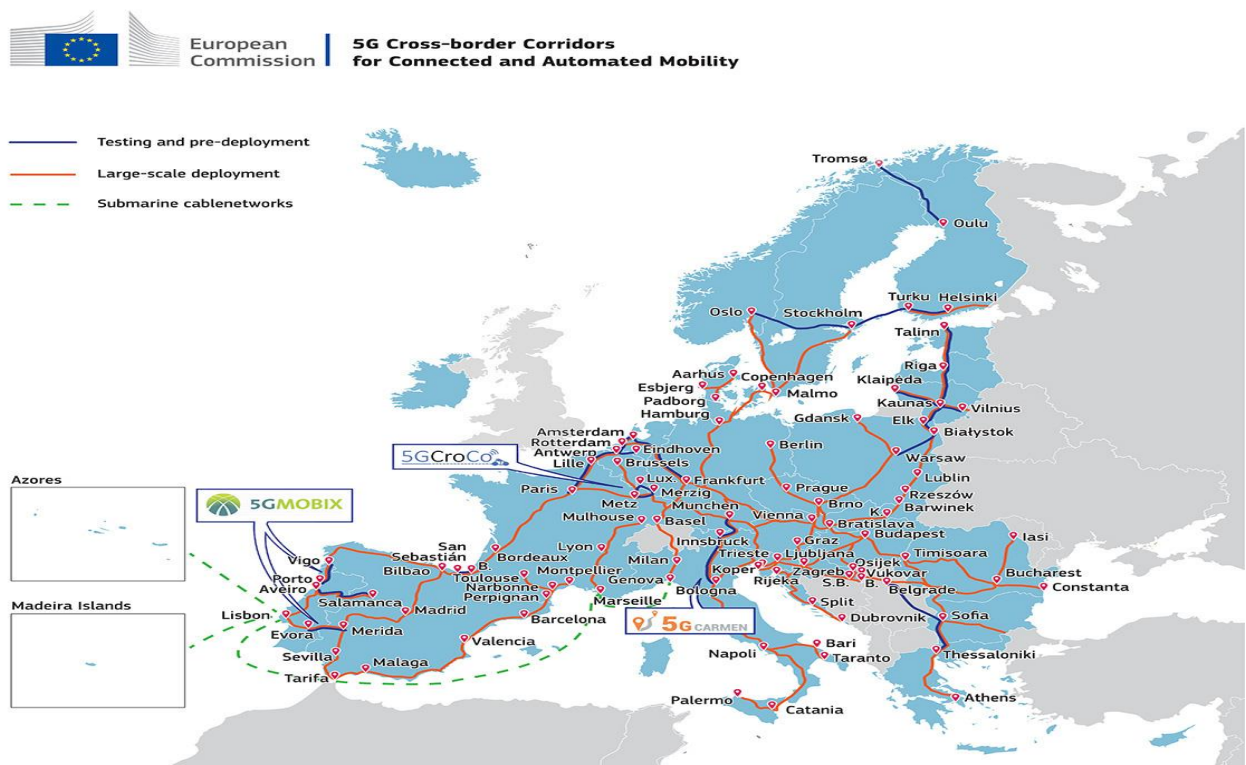 European
Commission
5G Cross-border Corridors
for Connected and Automated Mobility
Testing and pre-deployment
Large-scale deployment
Submarine cablenetworks
Tromsø
Oulu
Turku
Helsinki
Oslo
Stockholm
Talinn
Riga
Aarhus
Copenhagen
Klaipėda
Esbjerg
Malmo
Padborg
Kaunas
Vilnius
Hamburg
Gdansk
Elk
Białystok
Amsterdam
Rotterdam
Antwerp
Eindhoven
Berlin
Warsaw
5GCroCo
Lille
Brussels
Lublin
Azores
Lux.
Frankfurt
Paris
Merzig
Prague
Rzeszów
5GMOBIX
Metz
Munchen
Brno
Barwinek
Mulhouse
Basel
Vienna
K.
Bratislava
Innsbruck
Graz
Budapest
Iasi
San
Sebastián
Bordeaux
Lyon
Milan
Trieste
Ljubljana
Timisoara
Vigo
Bilbao
B.
Toulouse
Montpellier
Genova
Koper
Zagreb
Osijek
Vukovar
Bucharest
Porto
Aveiro
Narbonne
Perpignan
Marseille
Bologna
Rijeka
S.B.
B.
Belgrade
Constanta
Salamanca
Madrid
Split
Madeira Islands
Lisbon
Barcelona
5G CARMEN
Dubrovnik
Sofia
Evora
Merida
Valencia
Bari
Sevilla
Napoli
Taranto
Thessaloniki
Malaga
Tarifa
Palermo
Catania
Athens